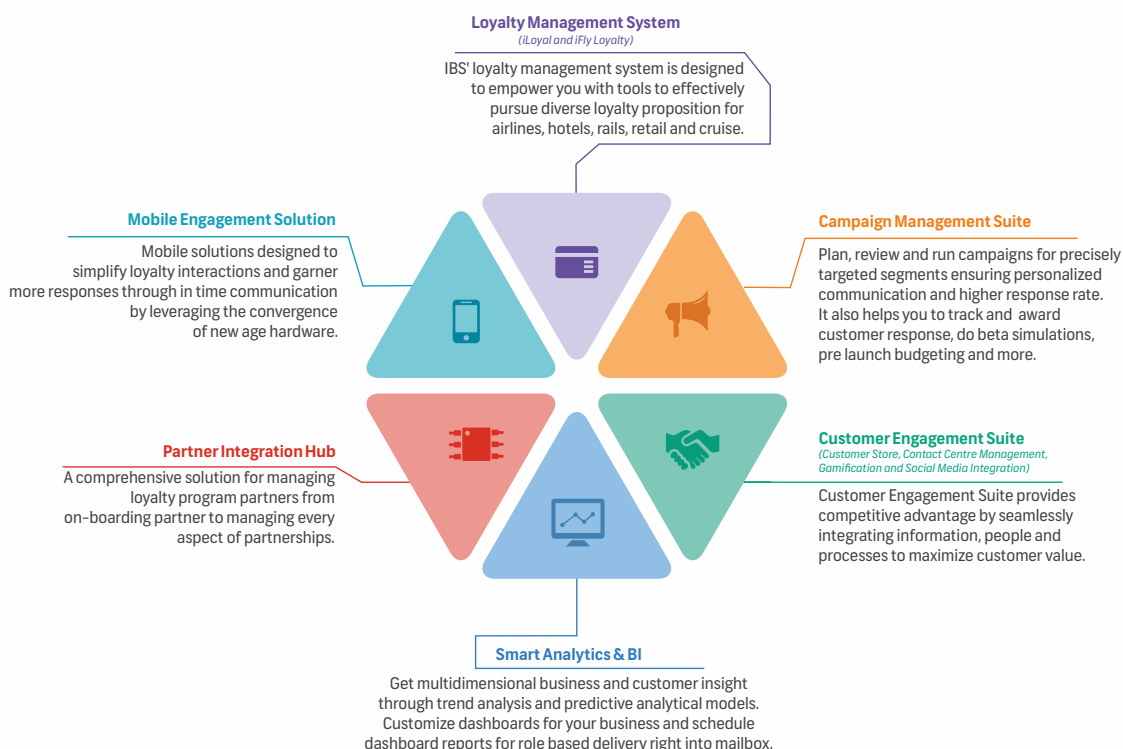 Loyalty Management System
(iLoyal and iFly Loyalty)
IBS' loyalty management system is designed
to empower you with tools to effectively
pursue diverse loyalty proposition for
airlines, hotels, rails, retail and cruise.
Mobile Engagement Solution
Mobile solutions designed to
simplify loyalty interactions and garner
more responses through in time communication
by leveraging the convergence
of new age hardware.
Campaign Management Suite
Plan, review and run campaigns for precisely
targeted segments ensuring personalized
communication and higher response rate.
It also helps you to track and award
customer response, do beta simulations,
pre launch budgeting and more.
Partner Integration Hub
A comprehensive solution for managing
loyalty program partners from
on-boarding partner to managing every
aspect of partnerships.
Customer Engagement Suite
(Customer Store, Contact Centre Management,
Gamification and Social Media Integration)
Customer Engagement Suite provides
competitive advantage by seamlessly
integrating information, people and
processes to maximize customer value.
Smart Analytics & BI
Get multidimensional business and customer insight
through trend analysis and predictive analytical models.
Customize dashboards for your business and schedule
dashboard reports for role based delivery right into mailbox.